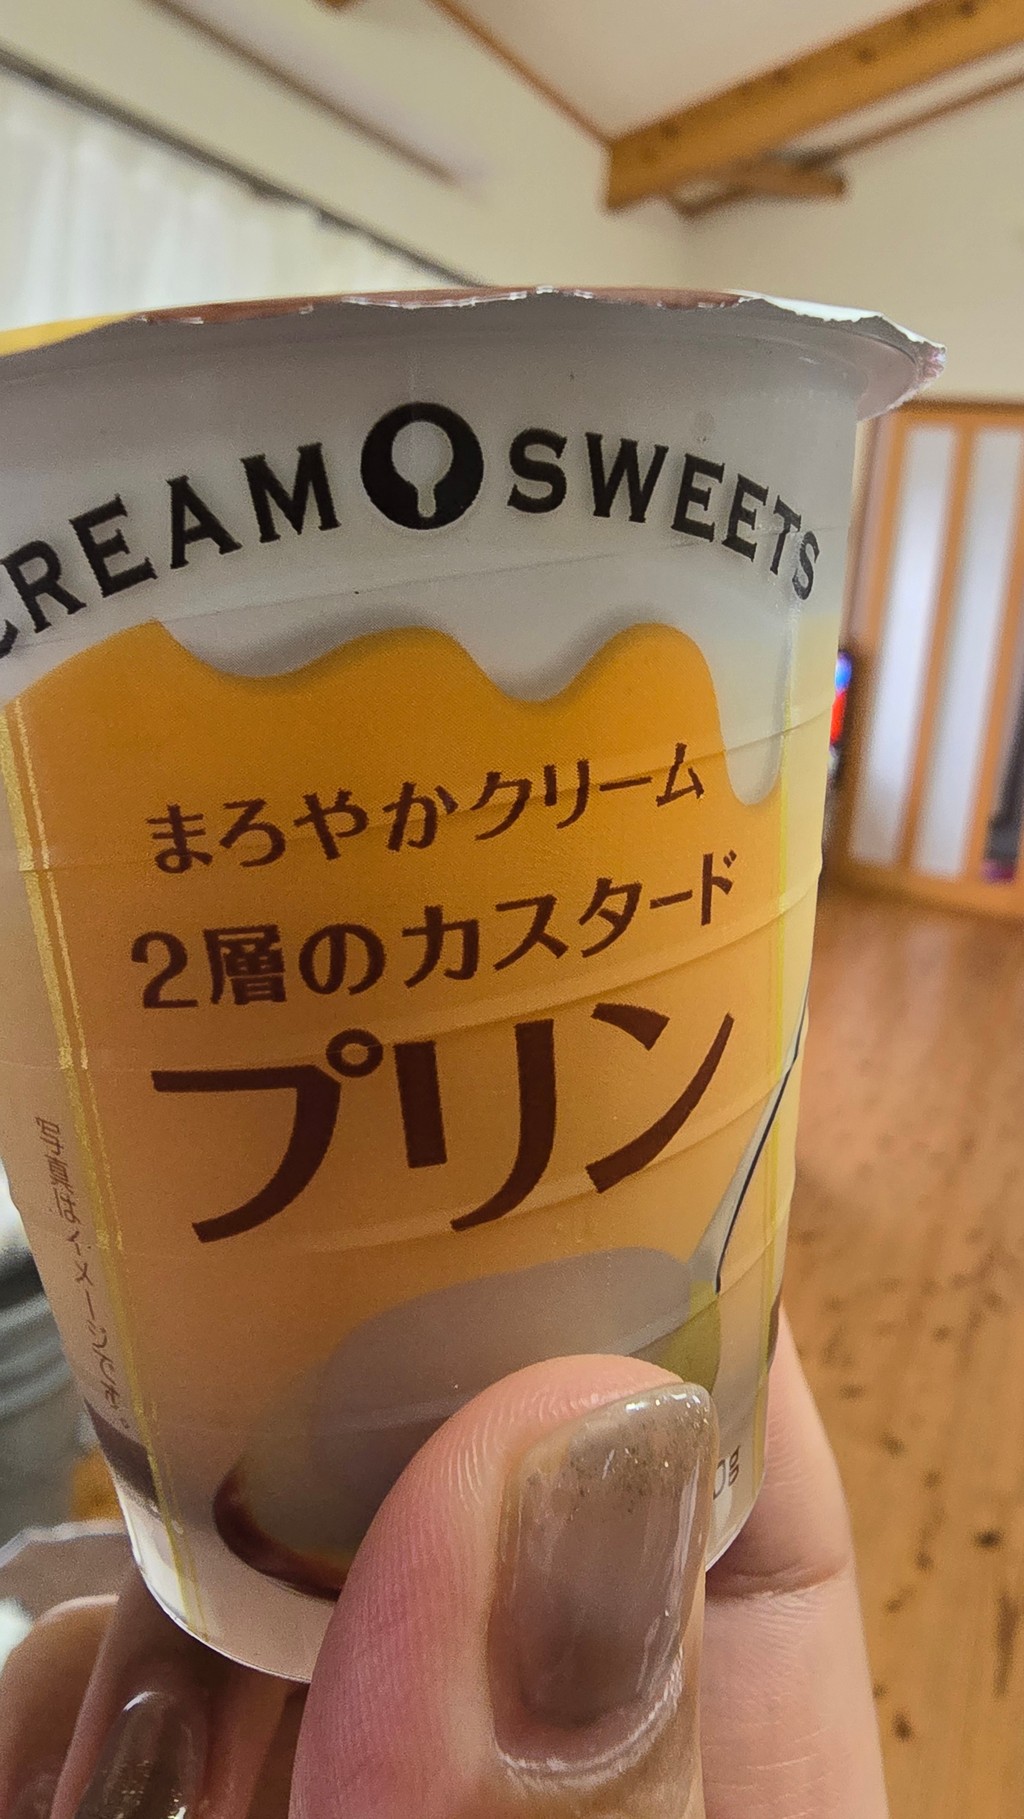 CREAM SWEETS
まろやかクリーム
2層のカスタード
プリン
写真はイメージです。
0g